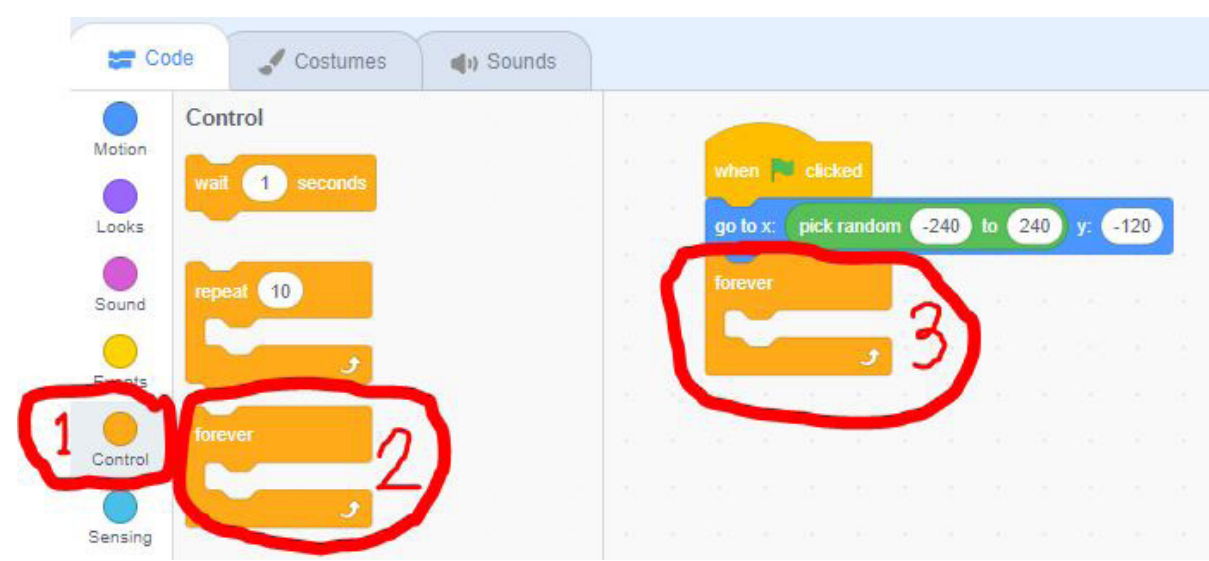 Code Costumes Sounds
Motion
Looks
Sound
Events
Control
Sensing
Control
wait 1 seconds
repeat 10
forever
when clicked
go to x: pick random -240 to 240 y: -120
forever
1
2
3